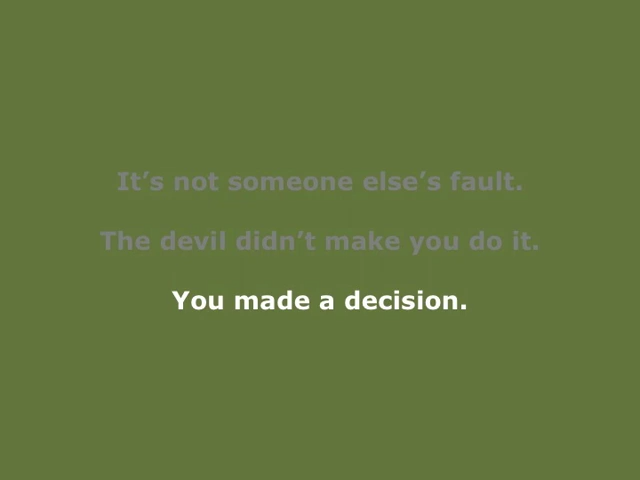 It’s not someone else’s fault.
The devil didn’t make you do it.
You made a decision.